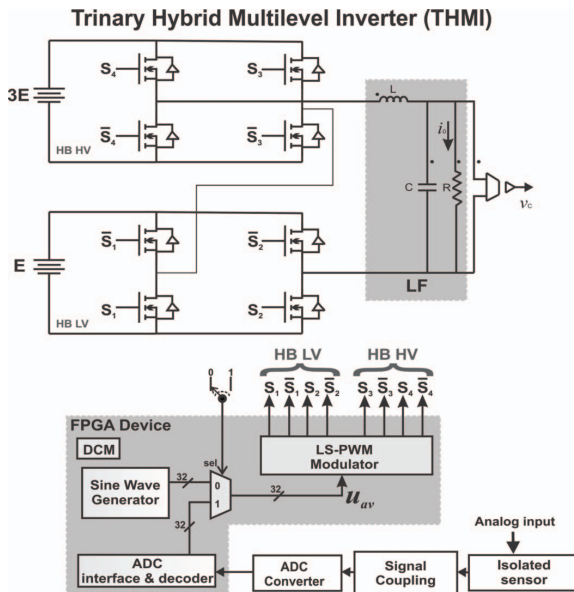 Trinary Hybrid Multilevel Inverter (THMI)
S4
S3
3E
S̅4
S̅3
HB HV
L
i0
C
R
vc
LF
S̅1
S̅2
E
S1
S2
HB LV
HB LV
HB HV
S1 S̅1 S2 S̅2 S3 S̅3 S4 S̅4
0 1
FPGA Device
DCM
LS-PWM
Modulator
sel
Sine Wave
Generator
32
0
1
32
32
uav
Analog input
ADC
interface & decoder
ADC
Converter
Signal
Coupling
Isolated
sensor